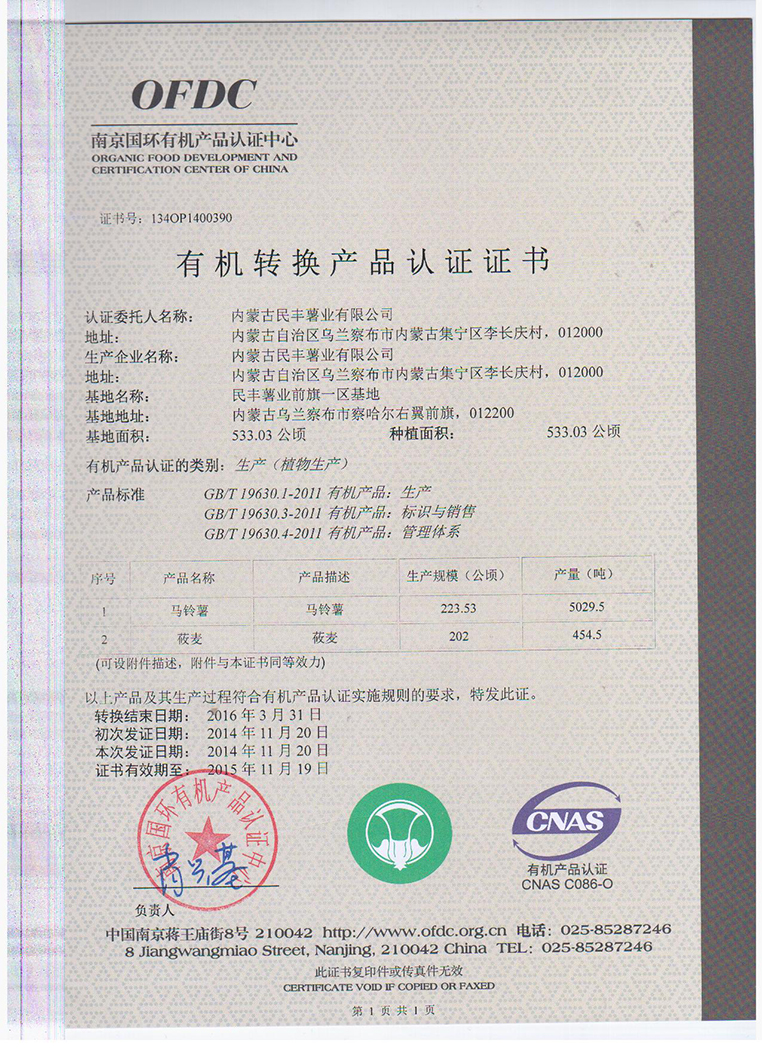 OFDC
南京国环有机产品认证中心
ORGANIC FOOD DEVELOPMENT AND
CERTIFICATION CENTER OF CHINA
证书号：134OP1400390
有机转换产品认证证书
认证委托人名称： 内蒙古民丰薯业有限公司
地址： 内蒙古自治区乌兰察布市内蒙古集宁区李长庆村，012000
生产企业名称： 内蒙古民丰薯业有限公司
地址： 内蒙古自治区乌兰察布市内蒙古集宁区李长庆村，012000
基地名称： 民丰薯业前旗一区基地
基地地址： 内蒙古乌兰察布市察哈尔右翼前旗，012200
基地面积： 533.03 公顷 种植面积： 533.03 公顷
有机产品认证的类别：生产（植物生产）
产品标准 GB/T 19630.1-2011 有机产品：生产
GB/T 19630.3-2011 有机产品：标识与销售
GB/T 19630.4-2011 有机产品：管理体系
序号 产品名称 产品描述 生产规模（公顷） 产量（吨）
1 马铃薯 马铃薯 223.53 5029.5
2 莜麦 莜麦 202 454.5
(可设附件描述，附件与本证书同等效力)
以上产品及其生产过程符合有机产品认证实施规则的要求，特发此证。
转换结束日期： 2016 年 3 月 31 日
初次发证日期： 2014 年 11 月 20 日
本次发证日期： 2014 年 11 月 20 日
证书有效期至： 2015 年 11 月 19 日
南京国环有机产品认证中心
CNAS
有机产品认证
CNAS C086-O
负责人
中国南京蒋王庙街8号 210042 http://www.ofdc.org.cn 电话：025-85287246
8 Jiangwangmiao Street, Nanjing, 210042 China TEL：025-85287246
此证书复印件或传真件无效
CERTIFICATE VOID IF COPIED OR FAXED
第 1 页 共 1 页